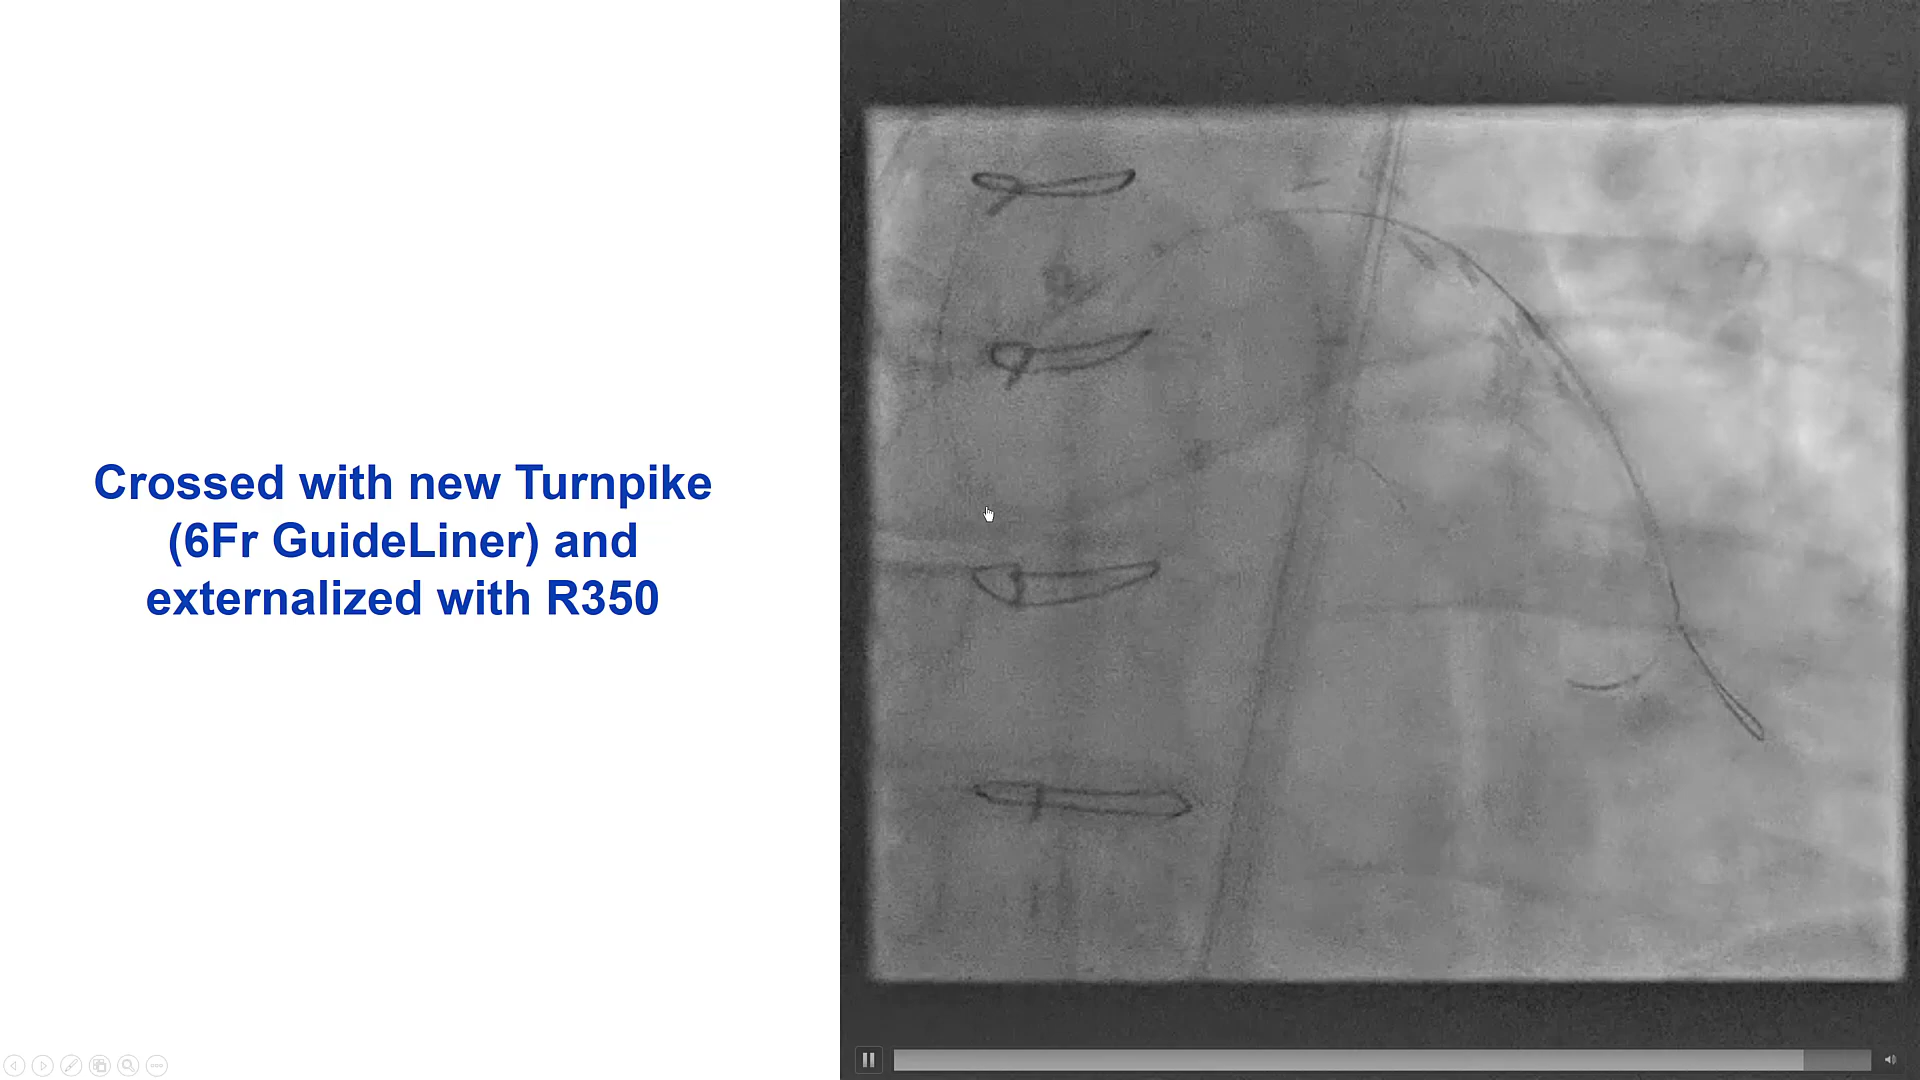 Crossed with new Turnpike
(6Fr GuideLiner) and
externalized with R350